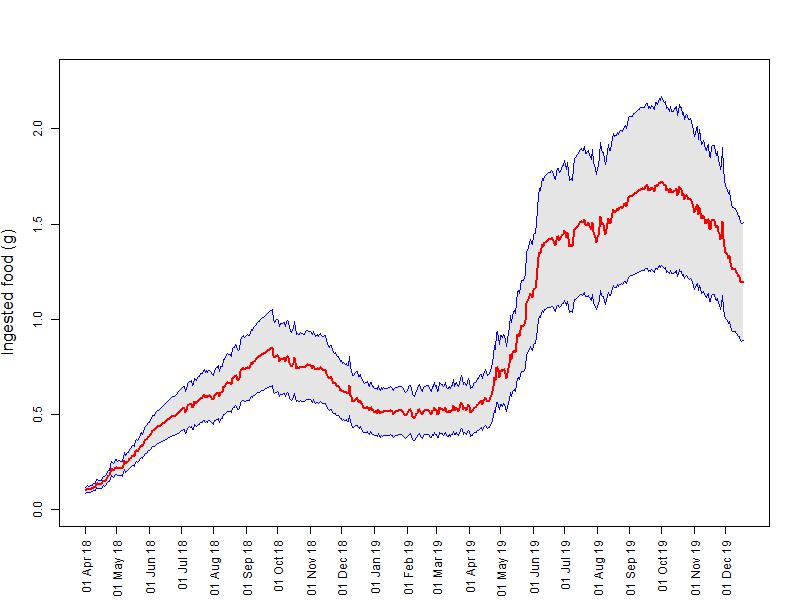 Ingested food (g)
2.0
1.5
1.0
0.5
0.0
01 Apr 18
01 May 18
01 Jun 18
01 Jul 18
01 Aug 18
01 Sep 18
01 Oct 18
01 Nov 18
01 Dec 18
01 Jan 19
01 Feb 19
01 Mar 19
01 Apr 19
01 May 19
01 Jun 19
01 Jul 19
01 Aug 19
01 Sep 19
01 Oct 19
01 Nov 19
01 Dec 19